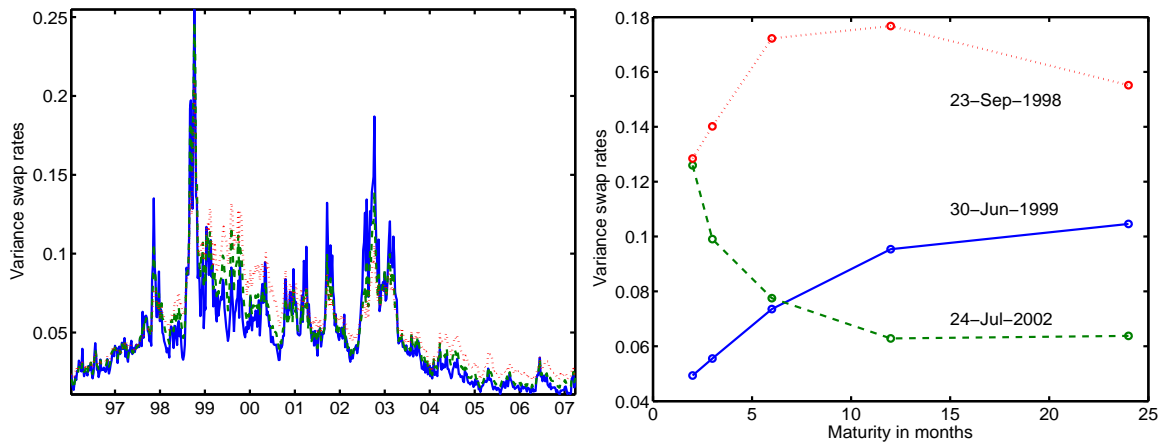 0.25
0.2
0.15
0.1
0.05
Variance swap rates
97 98 99 00 01 02 03 04 05 06 07
0.18
0.16
0.14
0.12
0.1
0.08
0.06
0.04
Variance swap rates
23−Sep−1998
30−Jun−1999
24−Jul−2002
0 5 10 15 20 25
Maturity in months